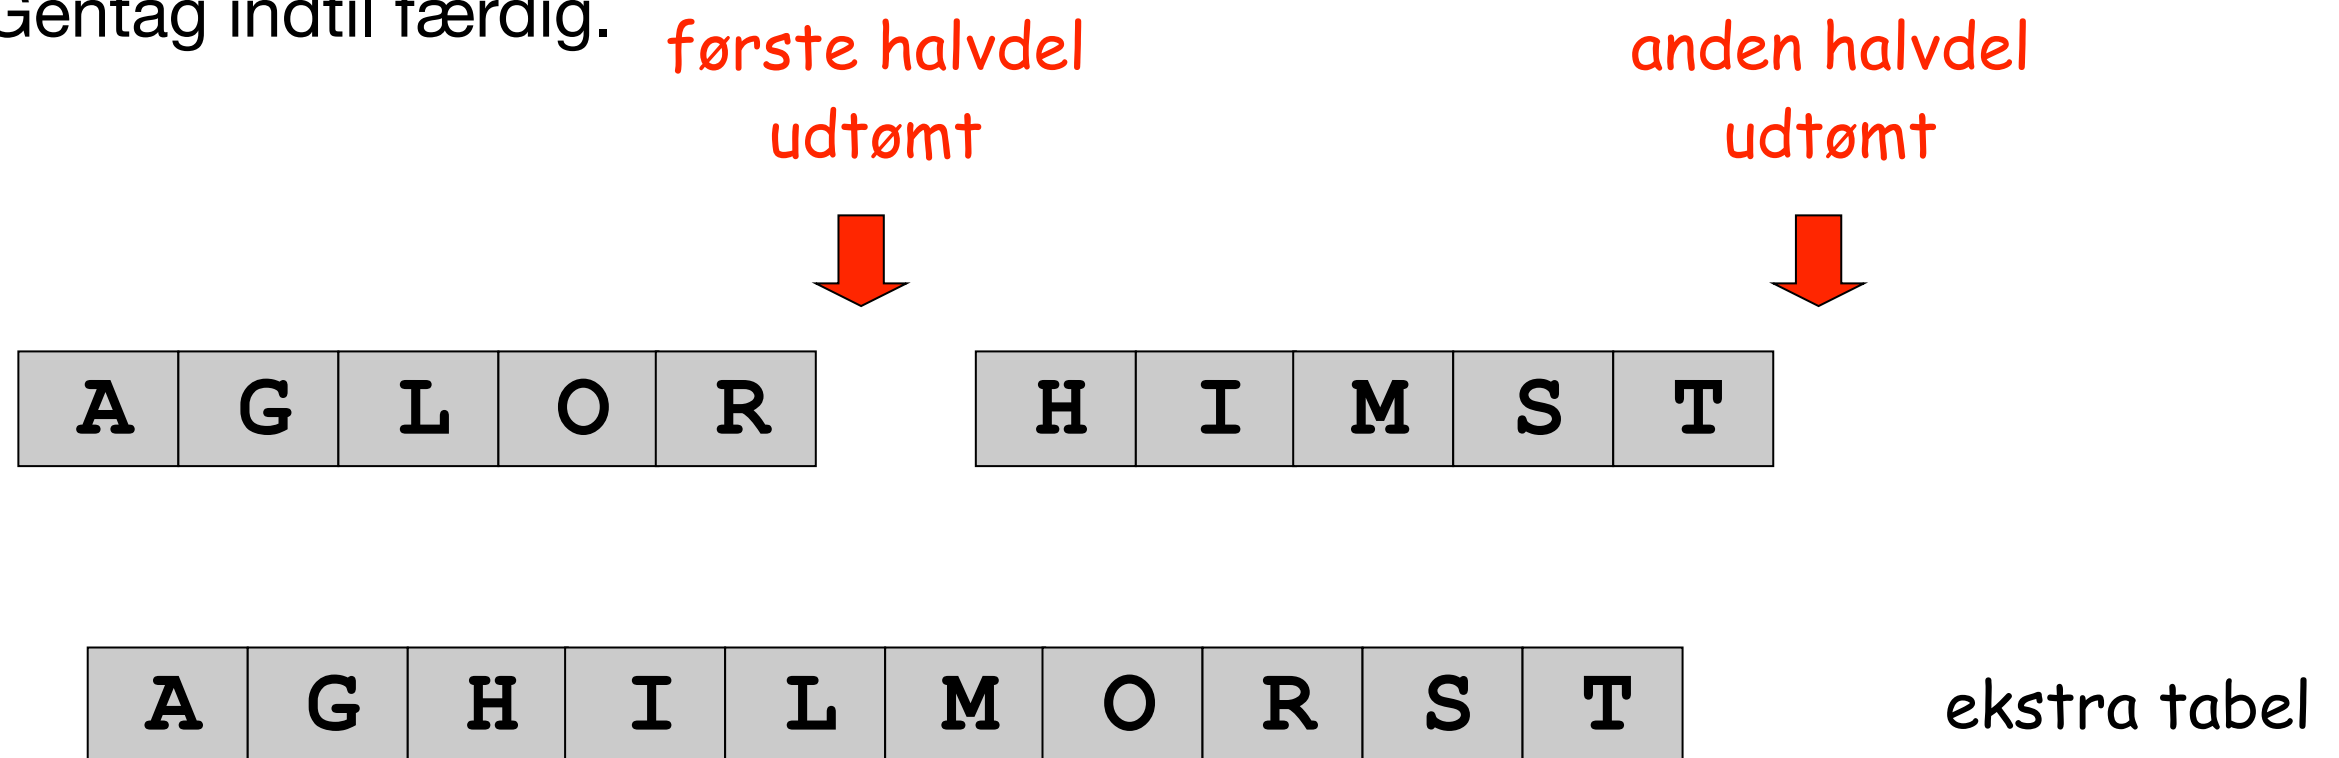 Gentag indtil færdig.
første halvdel
udtømt
anden halvdel
udtømt
A G L O R
H I M S T
A G H I L M O R S T
ekstra tabel